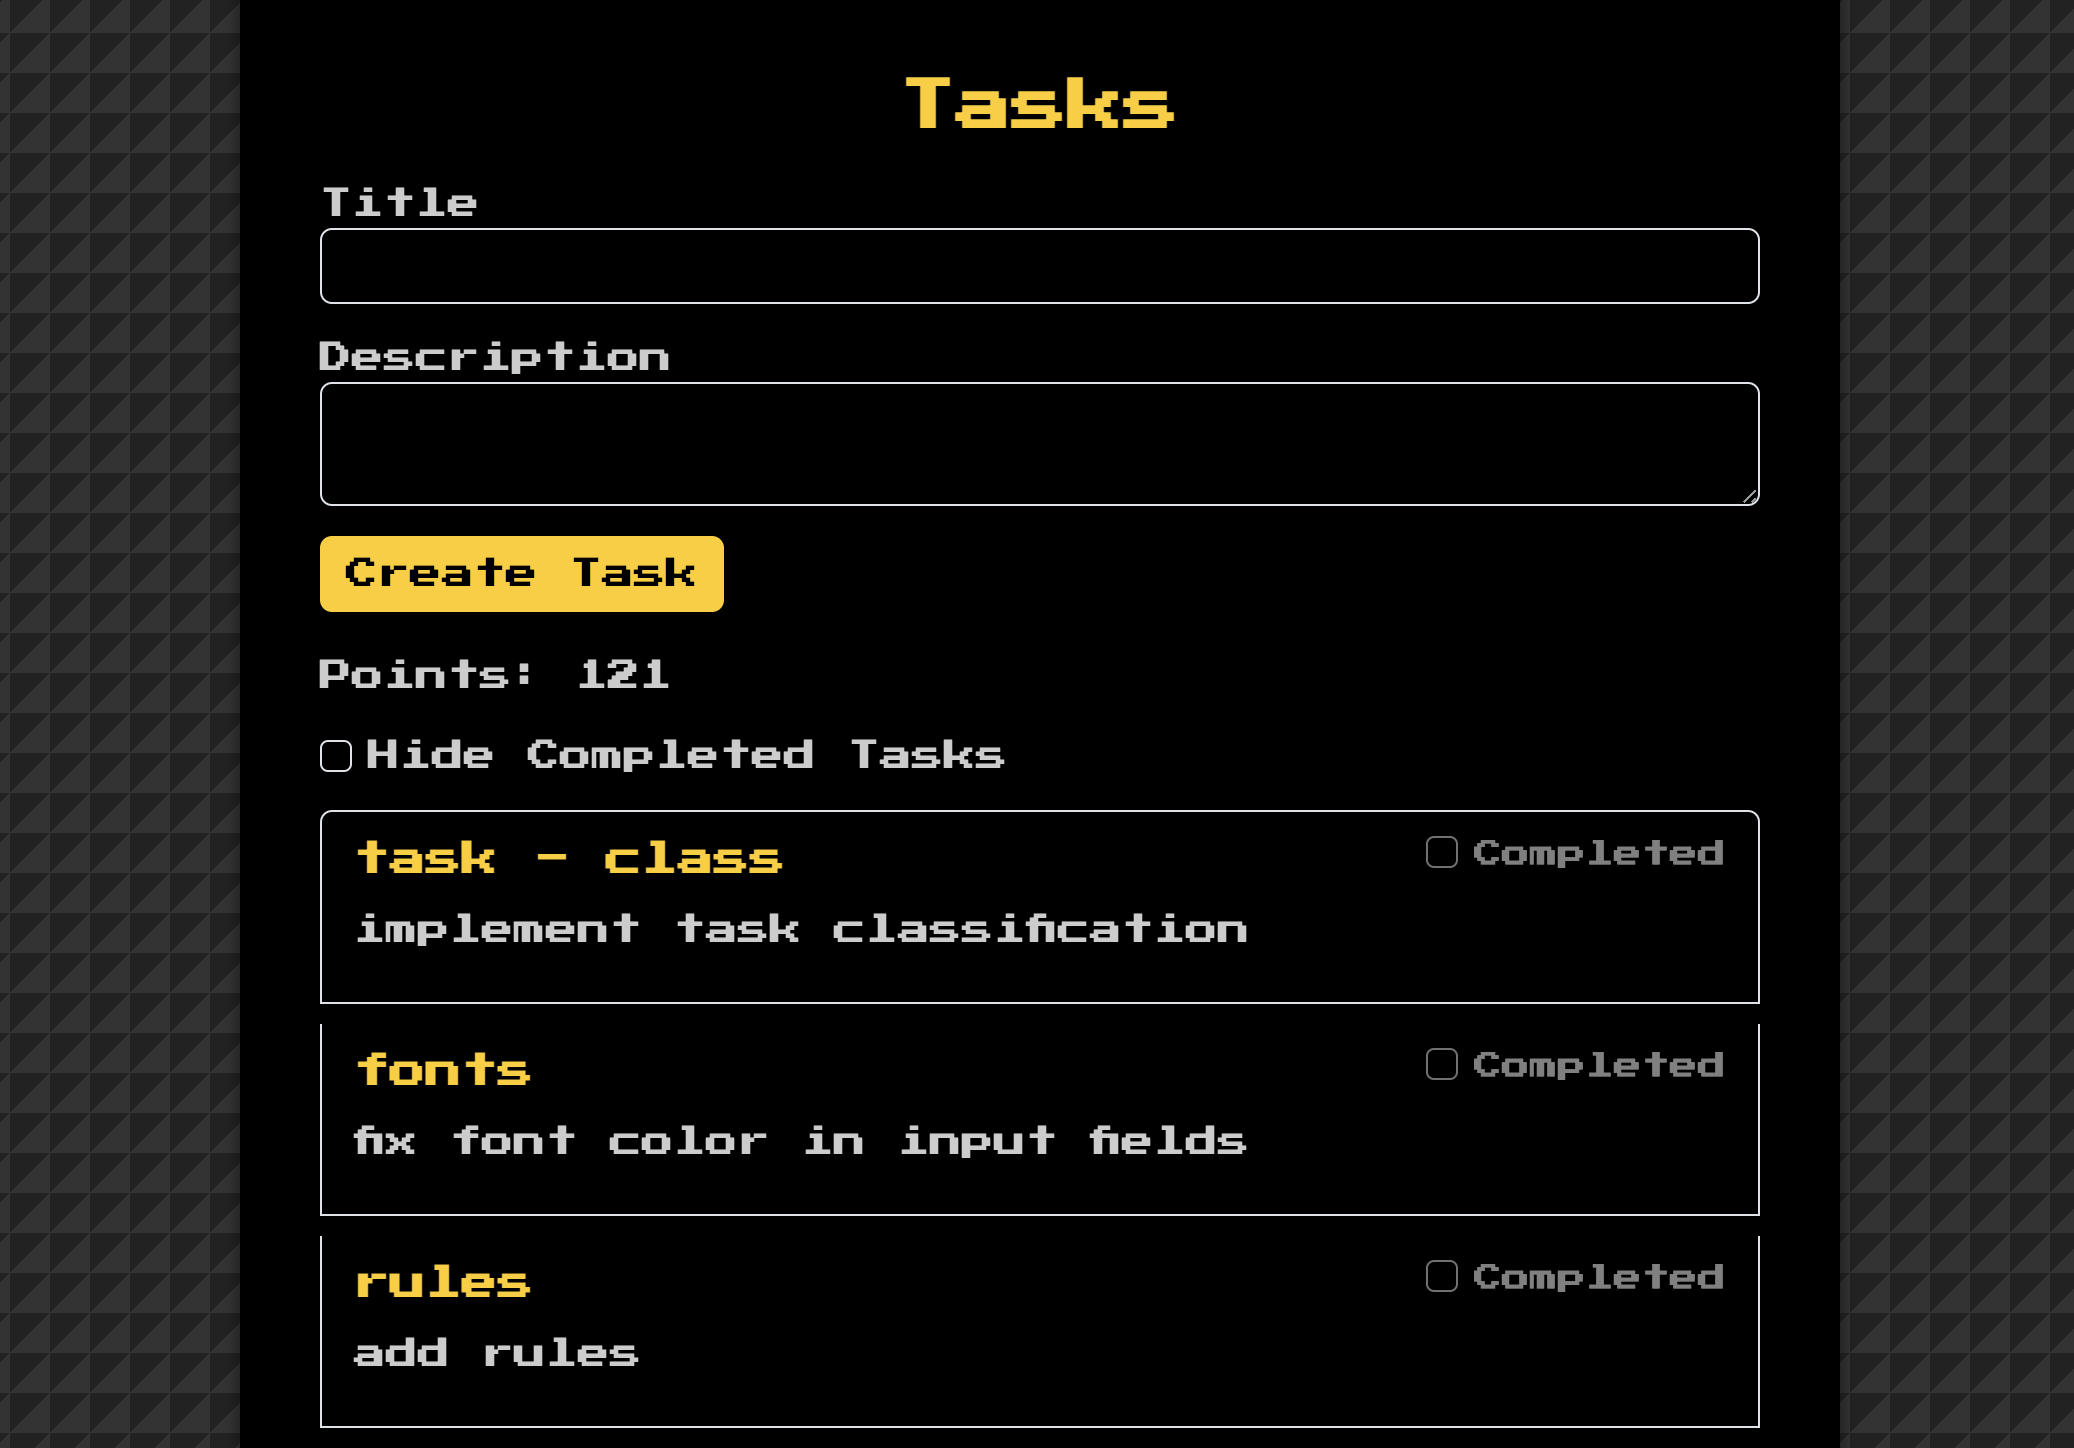 Tasks
Title
Description
Create Task
Points: 121
Hide Completed Tasks
task - class
Completed
implement task classification
fonts
Completed
fix font color in input fields
rules
Completed
add rules